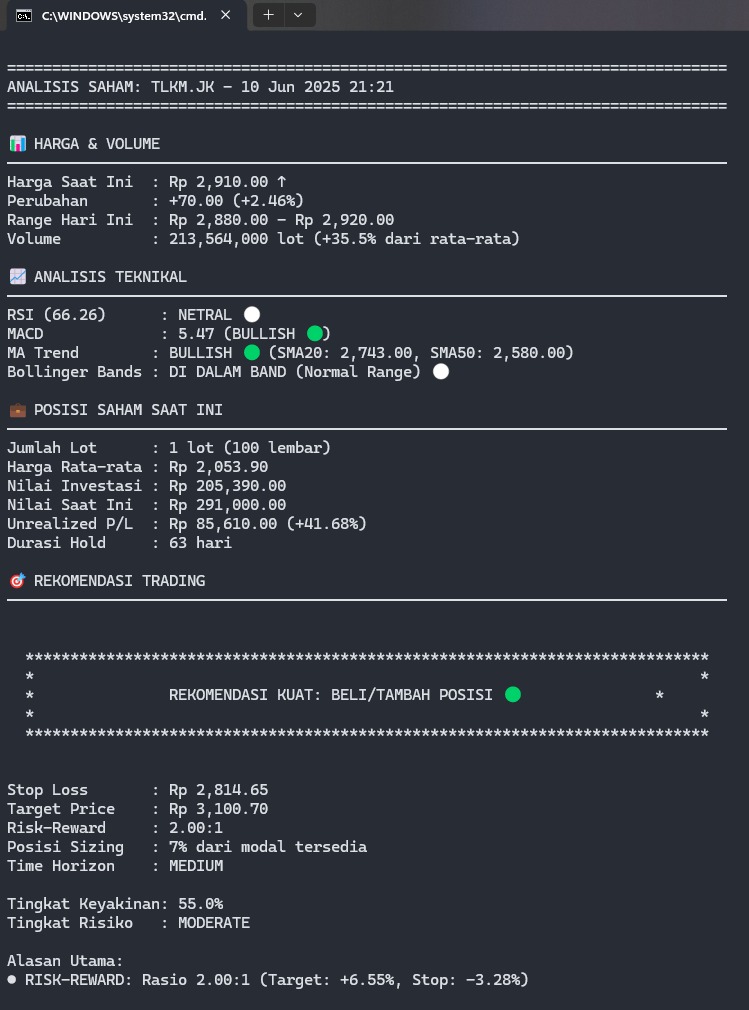 C:\WINDOWS\system32\cmd.
================================================================================
ANALISIS SAHAM: TLKM.JK - 10 Jun 2025 21:21
================================================================================
📊 HARGA & VOLUME
Harga Saat Ini : Rp 2,910.00 ↑
Perubahan : +70.00 (+2.46%)
Range Hari Ini : Rp 2,880.00 - Rp 2,920.00
Volume : 213,564,000 lot (+35.5% dari rata-rata)
📈 ANALISIS TEKNIKAL
RSI (66.26) : NETRAL ⚪
MACD : 5.47 (BULLISH 🟢)
MA Trend : BULLISH 🟢 (SMA20: 2,743.00, SMA50: 2,580.00)
Bollinger Bands : DI DALAM BAND (Normal Range) ⚪
💼 POSISI SAHAM SAAT INI
Jumlah Lot : 1 lot (100 lembar)
Harga Rata-rata : Rp 2,053.90
Nilai Investasi : Rp 205,390.00
Nilai Saat Ini : Rp 291,000.00
Unrealized P/L : Rp 85,610.00 (+41.68%)
Durasi Hold : 63 hari
🎯 REKOMENDASI TRADING
****************************************************************************
* *
* REKOMENDASI KUAT: BELI/TAMBAH POSISI 🟢 *
* *
****************************************************************************
Stop Loss : Rp 2,814.65
Target Price : Rp 3,100.70
Risk-Reward : 2.00:1
Posisi Sizing : 7% dari modal tersedia
Time Horizon : MEDIUM
Tingkat Keyakinan: 55.0%
Tingkat Risiko : MODERATE
Alasan Utama:
● RISK-REWARD: Rasio 2.00:1 (Target: +6.55%, Stop: -3.28%)